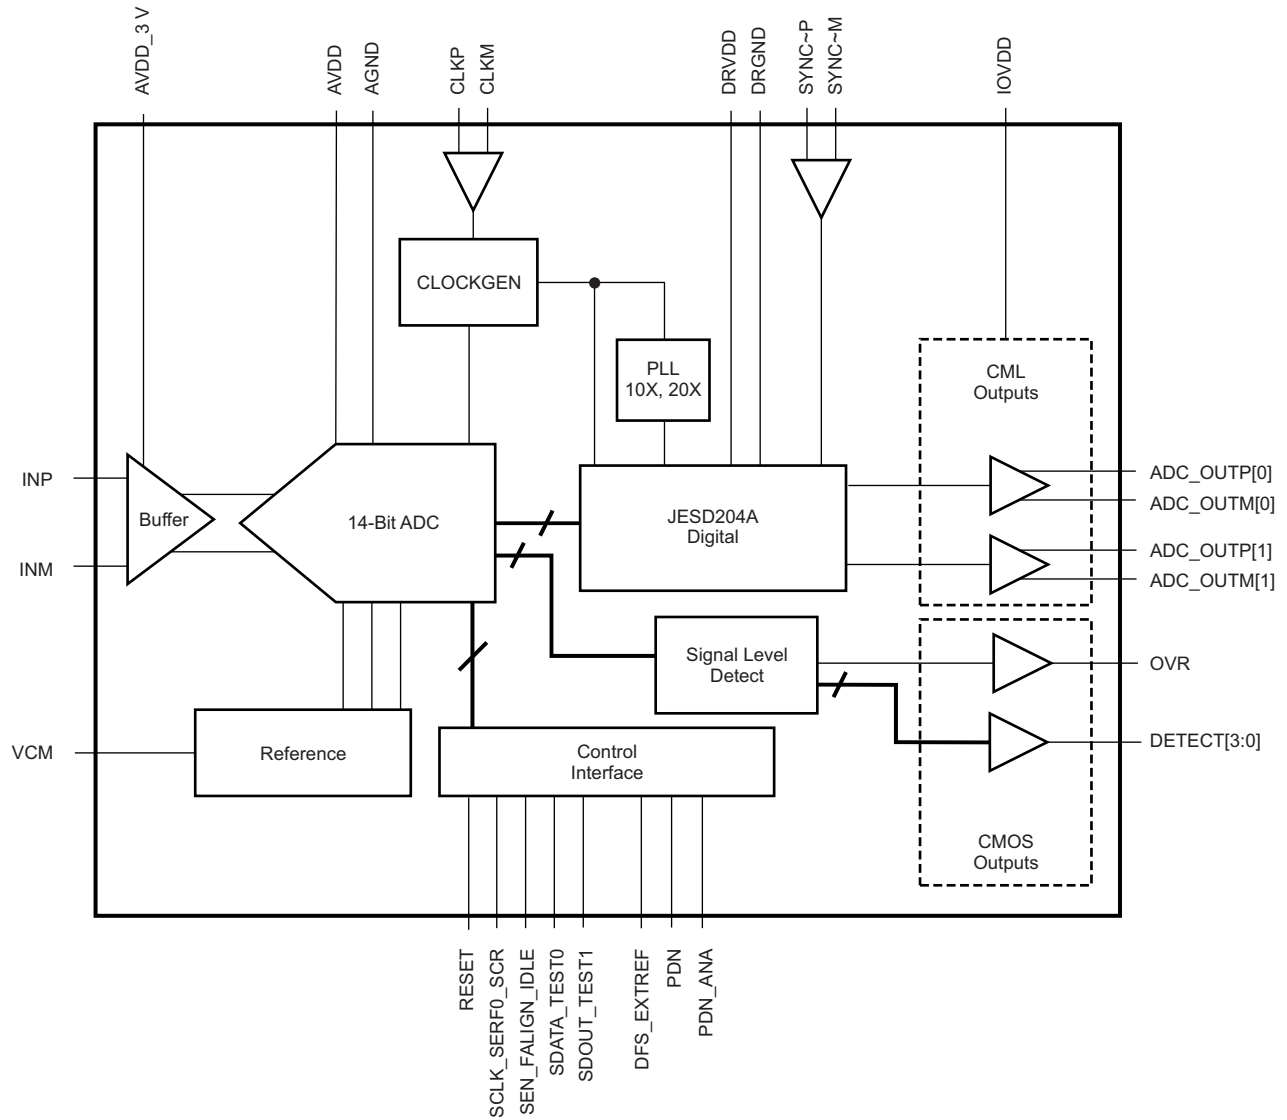 AVDD_3 V
AVDD
AGND
CLKP
CLKM
DRVDD
DRGND
SYNC~P
SYNC~M
IOVDD
CLOCKGEN
PLL
10X, 20X
CML
Outputs
INP
INM
Buffer
14-Bit ADC
JESD204A
Digital
ADC_OUTP[0]
ADC_OUTM[0]
ADC_OUTP[1]
ADC_OUTM[1]
Signal Level
Detect
OVR
DETECT[3:0]
VCM
Reference
Control
Interface
CMOS
Outputs
RESET
SCLK_SERF0_SCR
SEN_FALIGN_IDLE
SDATA_TEST0
SDOUT_TEST1
DFS_EXTREF
PDN
PDN_ANA